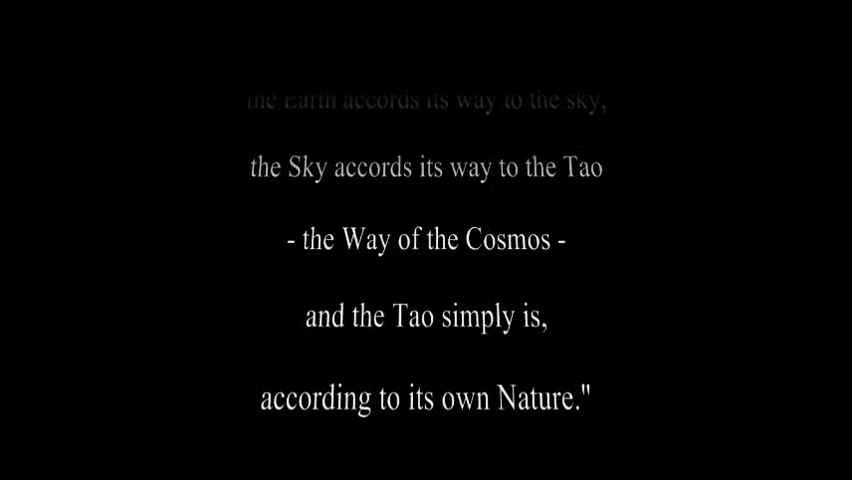 the Earth accords its way to the sky,
the Sky accords its way to the Tao
- the Way of the Cosmos -
and the Tao simply is,
according to its own Nature."